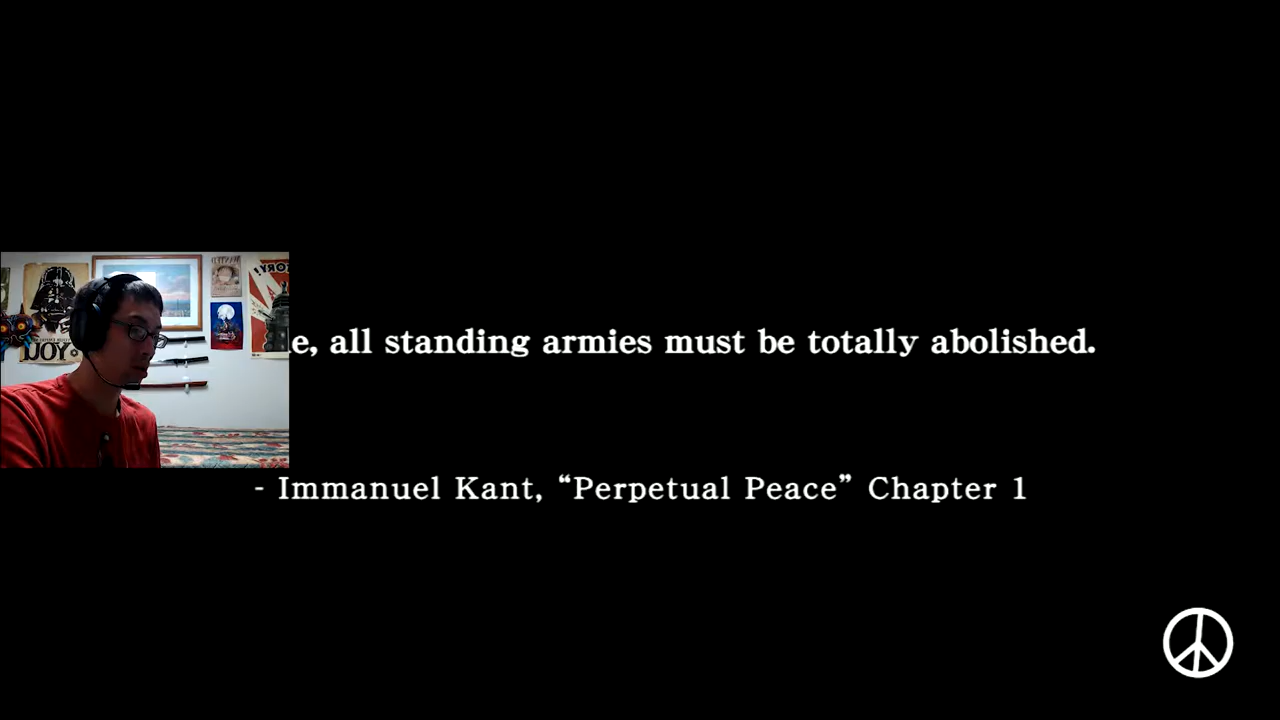 e, all standing armies must be totally abolished.
- Immanuel Kant, “Perpetual Peace” Chapter 1